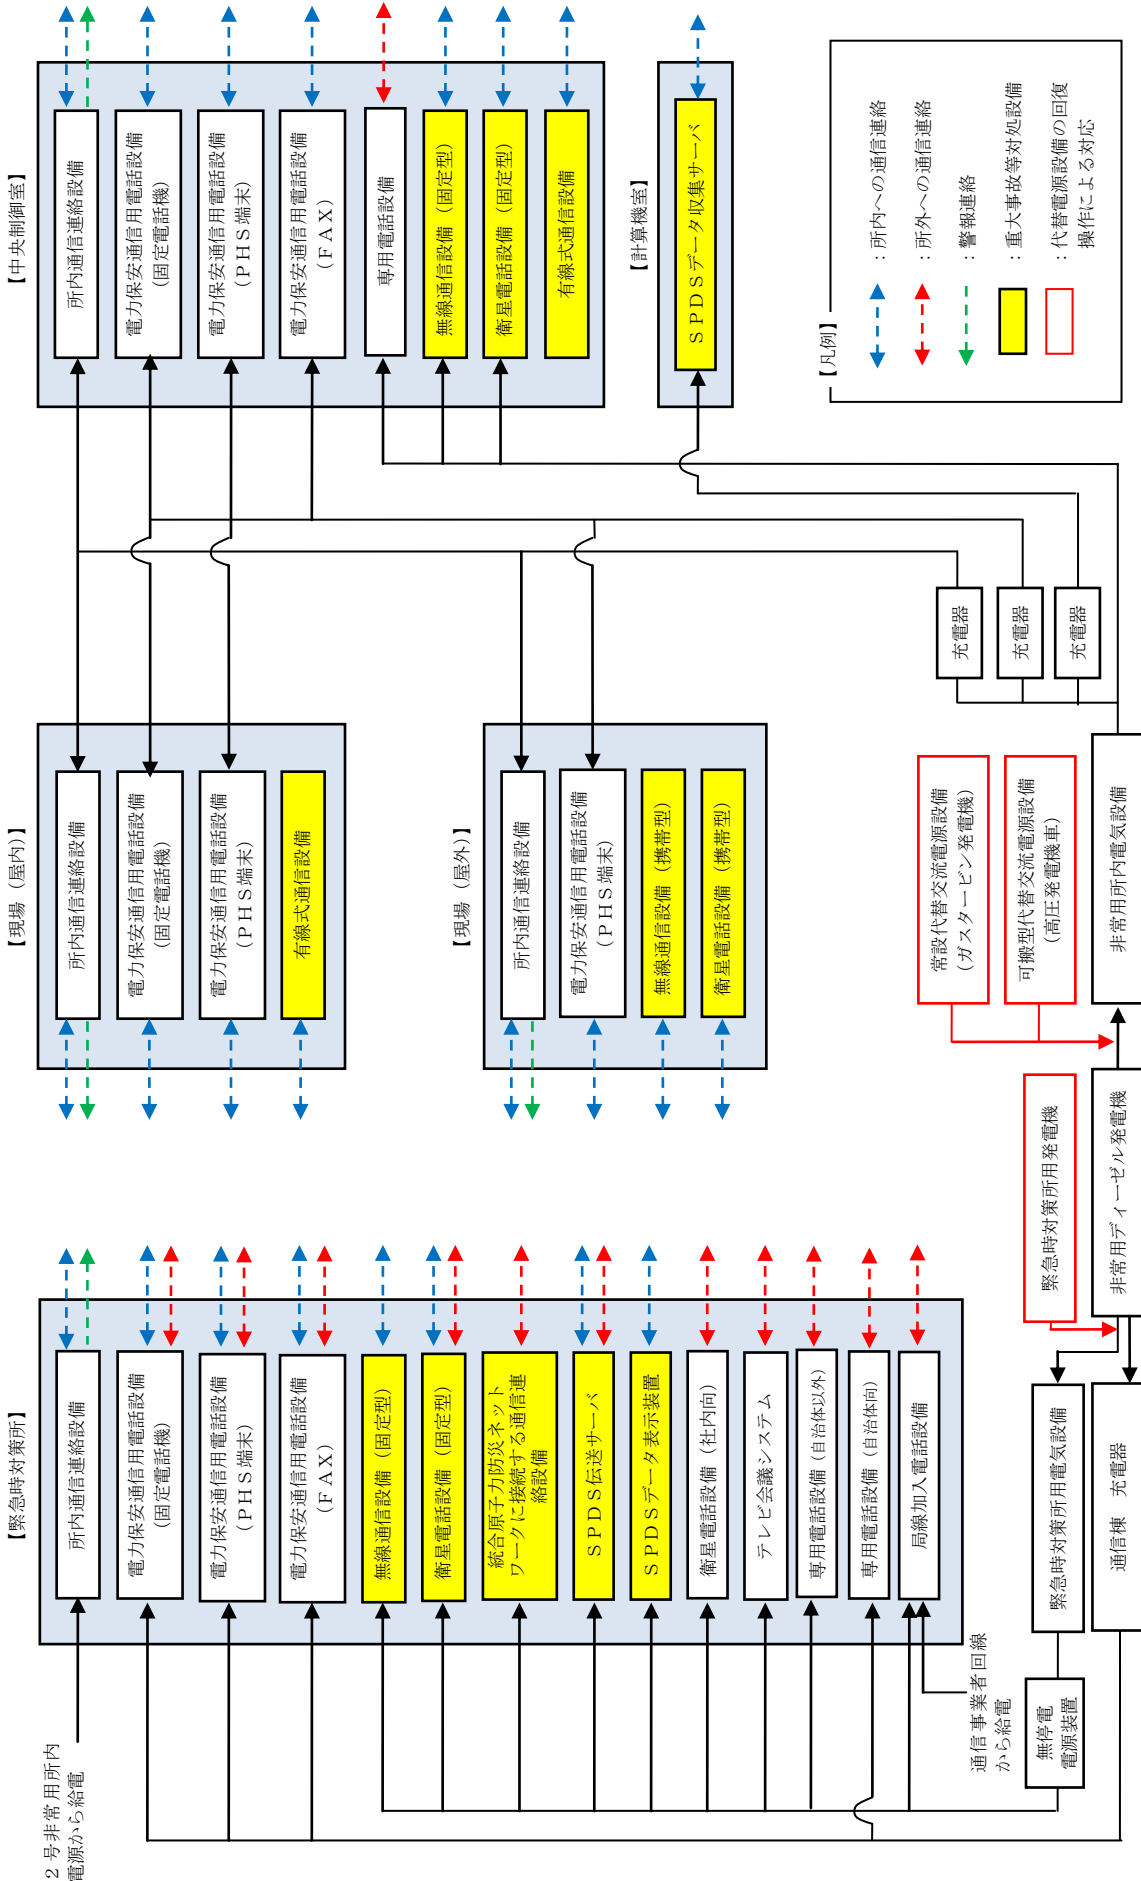 【緊急時対策所】
２号非常用所内
電源から給電
所内通信連絡設備
電力保安通信用電話設備
(固定電話機)
電力保安通信用電話設備
(ＰＨＳ端末)
電力保安通信用電話設備
(ＦＡＸ)
無線通信設備（固定型）
衛星電話設備（固定型）
統合原子力防災ネット
ワークに接続する通信連
絡設備
ＳＰＤＳ伝送サーバ
ＳＰＤＳデータ表示装置
衛星電話設備（社内向）
テレビ会議システム
専用電話設備（自治体以外）
専用電話設備（自治体向）
局線加入電話設備
通信事業者回線
から給電
無停電
電源装置
緊急時対策所用電気設備
通信棟　充電器
【現場（屋内）】
所内通信連絡設備
電力保安通信用電話設備
(固定電話機)
電力保安通信用電話設備
(ＰＨＳ端末)
有線式通信設備
【現場（屋外）】
所内通信連絡設備
電力保安通信用電話設備
(ＰＨＳ端末)
無線通信設備（携帯型）
衛星電話設備（携帯型）
緊急時対策所用発電機
非常用ディーゼル発電機
常設代替交流電源設備
(ガスタービン発電機)
可搬型代替交流電源設備
(高圧発電機車)
非常用所内電気設備
充電器
充電器
充電器
【中央制御室】
所内通信連絡設備
電力保安通信用電話設備
(固定電話機)
電力保安通信用電話設備
(ＰＨＳ端末)
電力保安通信用電話設備
(ＦＡＸ)
専用電話設備
無線通信設備（固定型）
衛星電話設備（固定型）
有線式通信設備
【計算機室】
ＳＰＤＳデータ収集サーバ
【凡例】
：所内への通信連絡
：所外への通信連絡
：警報連絡
：重大事故等対処設備
：代替電源設備の回復
操作による対応